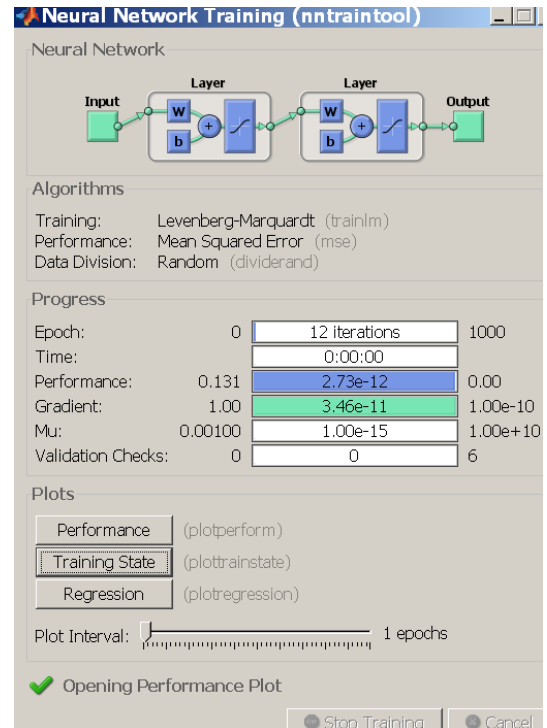 Neural Network Training (nntraintool)
Neural Network
Layer Layer
Input W W Output
+ +
b b
Algorithms
Training: Levenberg-Marquardt (trainlm)
Performance: Mean Squared Error (mse)
Data Division: Random (dividerand)
Progress
Epoch: 0 12 iterations 1000
Time: 0:00:00
Performance: 0.131 2.73e-12 0.00
Gradient: 1.00 3.46e-11 1.00e-10
Mu: 0.00100 1.00e-15 1.00e+10
Validation Checks: 0 0 6
Plots
Performance (plotperform)
Training State (plottrainstate)
Regression (plotregression)
Plot Interval: 1 epochs
Opening Performance Plot
Stop Training Cancel